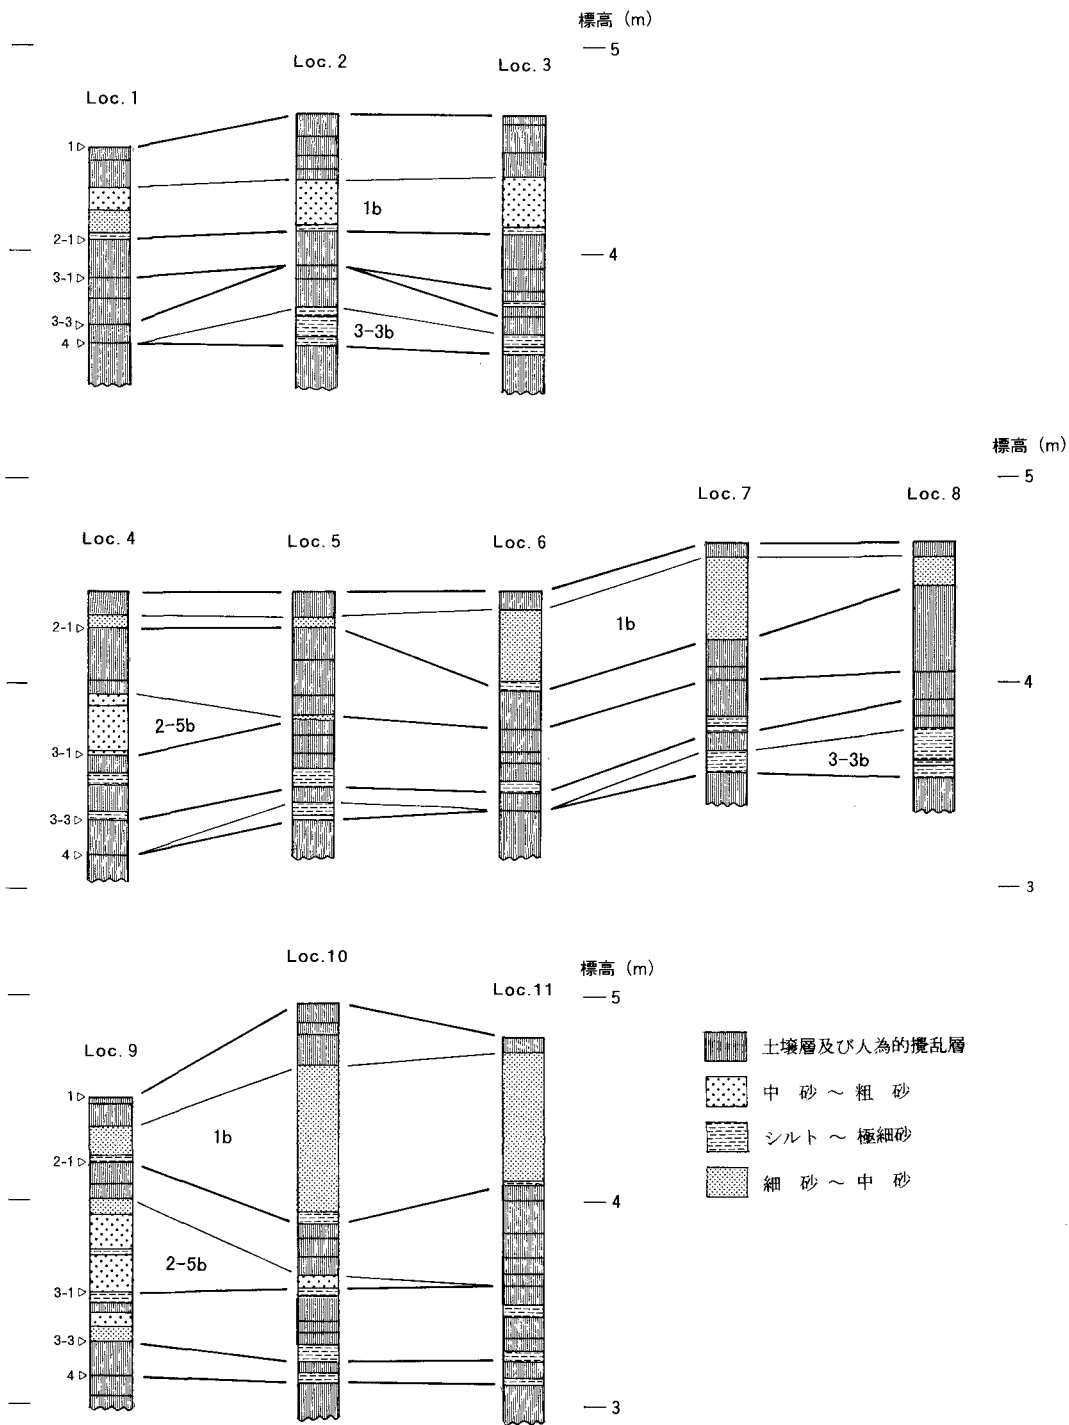 標高 (m)
5
Loc. 1
Loc. 2
Loc. 3
1
1b
2-1
4
3-1
3-3
3-3b
4
標高 (m)
5
Loc. 4
Loc. 5
Loc. 6
Loc. 7
Loc. 8
2-1
1b
4
2-5b
3-1
3-3b
3-3
4
3
標高 (m)
5
Loc. 9
Loc. 10
Loc. 11
1
1b
2-1
4
2-5b
3-1
3-3
4
3
土壌層及び人為的攪乱層
中 砂 ~ 粗 砂
シルト ~ 極細砂
細 砂 ~ 中 砂